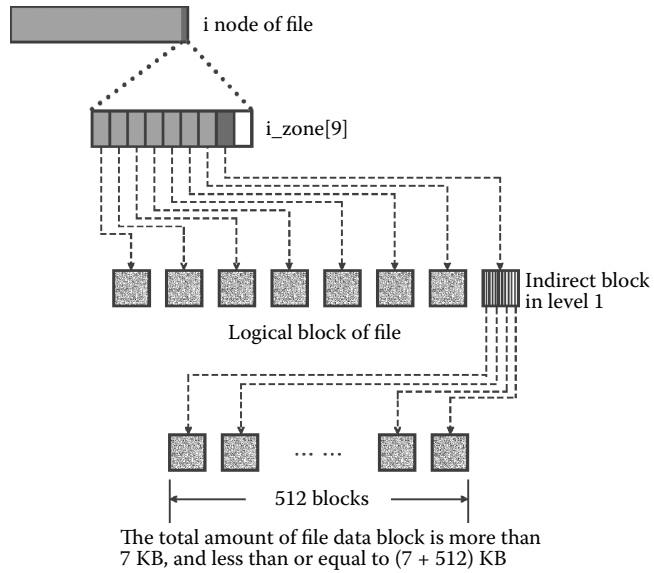 i node of file
i_zone[9]
Indirect block
in level 1
Logical block of file
... ...
512 blocks
The total amount of file data block is more than
7 KB, and less than or equal to (7 + 512) KB